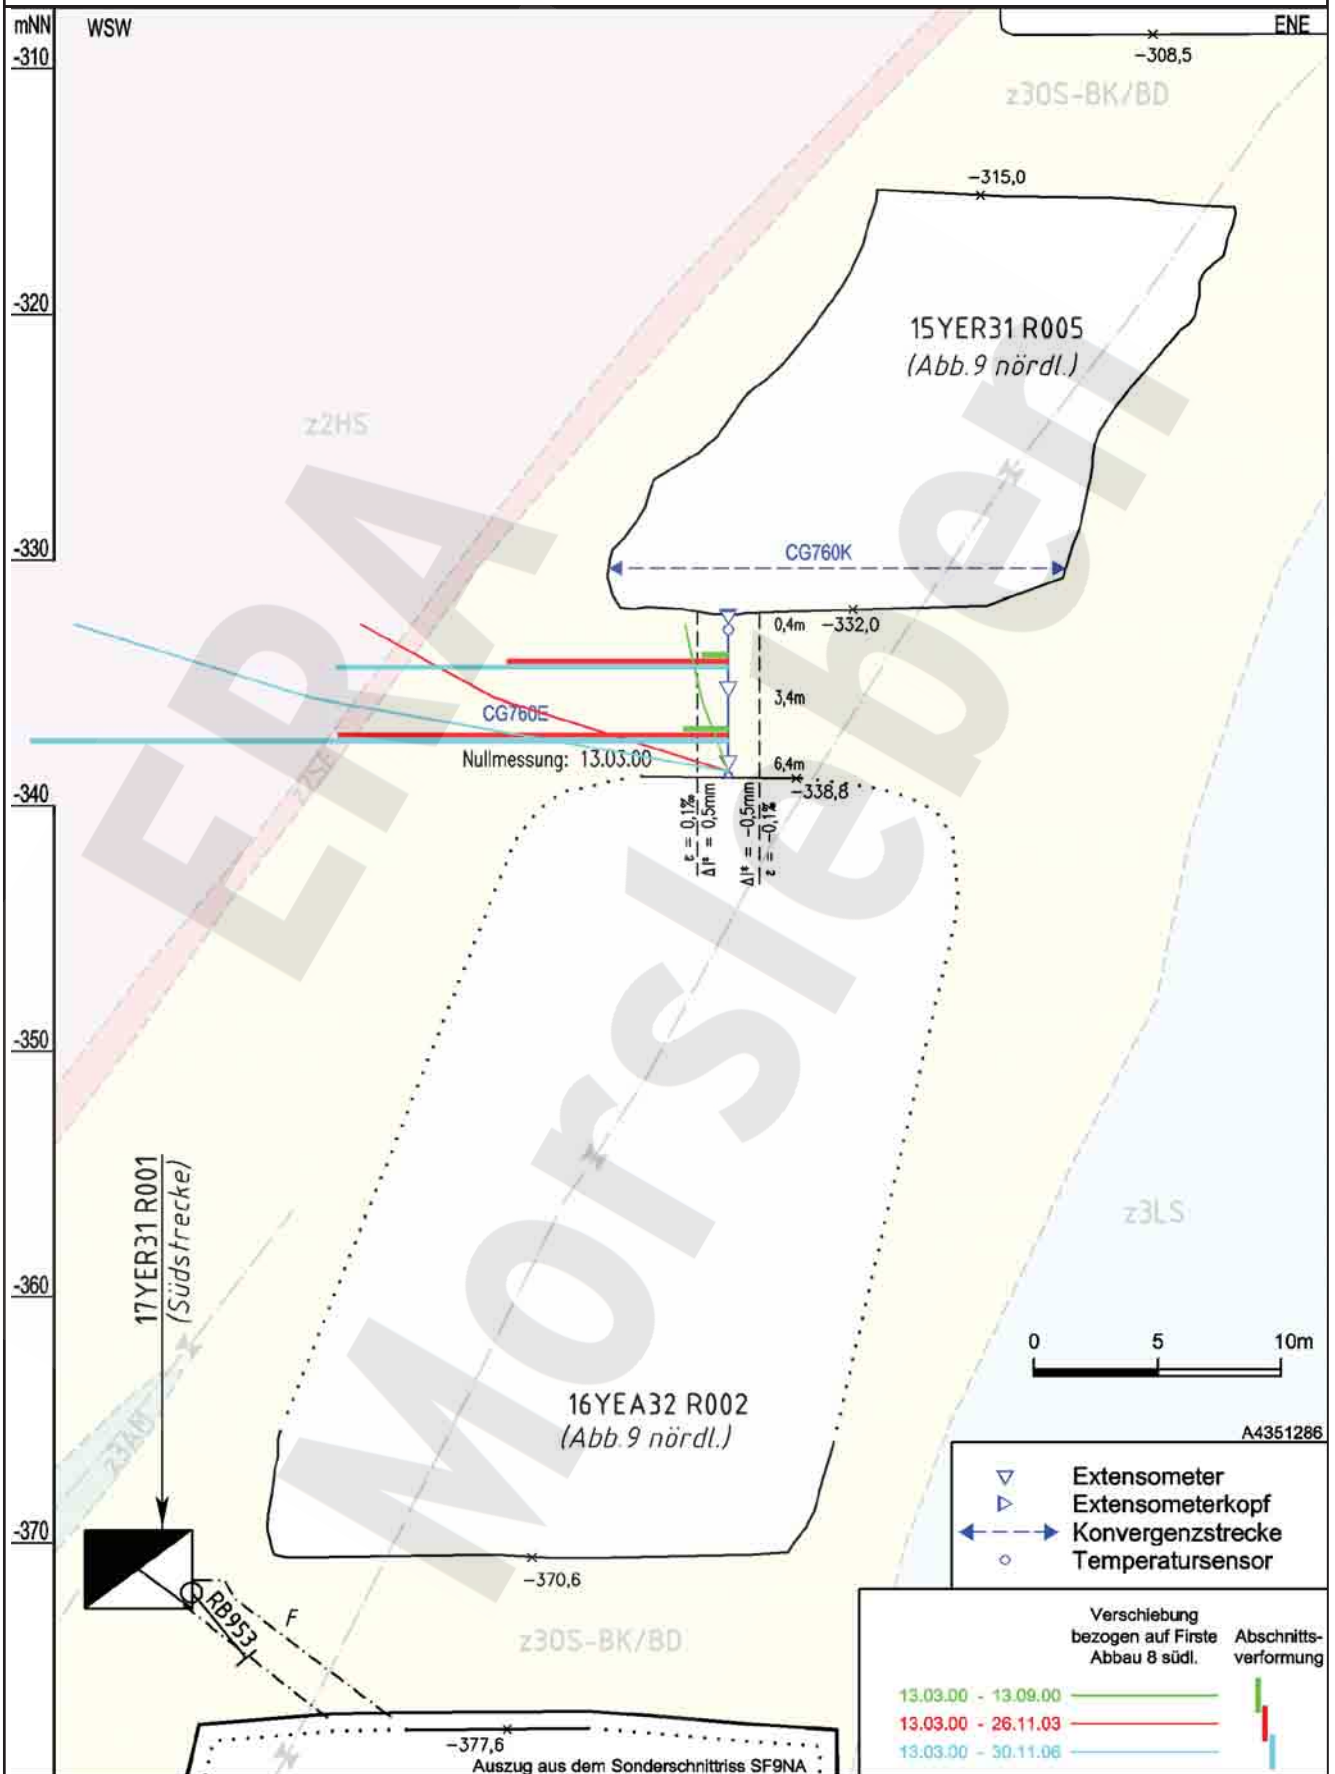 mNN
WSW
ENE
-310
-308,5
z3OS-BK/BD
-315,0
-320
15YER31 R005
(Abb.9 nördl.)
z2HS
-330
CG760K
0,4m
-332,0
3,4m
CG760E
Nullmessung: 13.03.00
6,4m
z2SF
-340
-338,8
ε = 0,1‰
Δl* = 0,5mm
Δl* = -0,5mm
ε = -0,1‰
-350
17YER31 R001
(Südstrecke)
z3LS
-360
0 5 10m
16YEA32 R002
(Abb.9 nördl.)
z3AM
A4351286
Extensometer
Extensometerkopf
Konvergenzstrecke
Temperatursensor
-370
-370,6
RB953
F
z3OS-BK/BD
Verschiebung
bezogen auf Firste
Abbau 8 südl.
Abschnitts-
verformung
13.03.00 - 13.09.00
13.03.00 - 26.11.03
13.03.00 - 30.11.06
-377,6
Auszug aus dem Sonderschnittriss SF9NA
ERA Morsleben